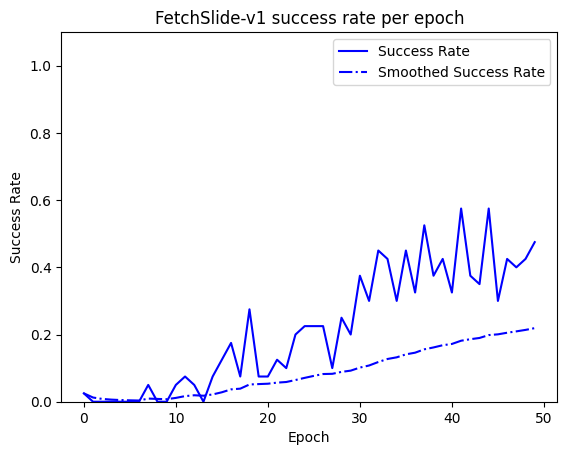 FetchSlide-v1 success rate per epoch
Success Rate
Smoothed Success Rate
Success Rate
1.0
0.8
0.6
0.4
0.2
0.0
0 10 20 30 40 50
Epoch